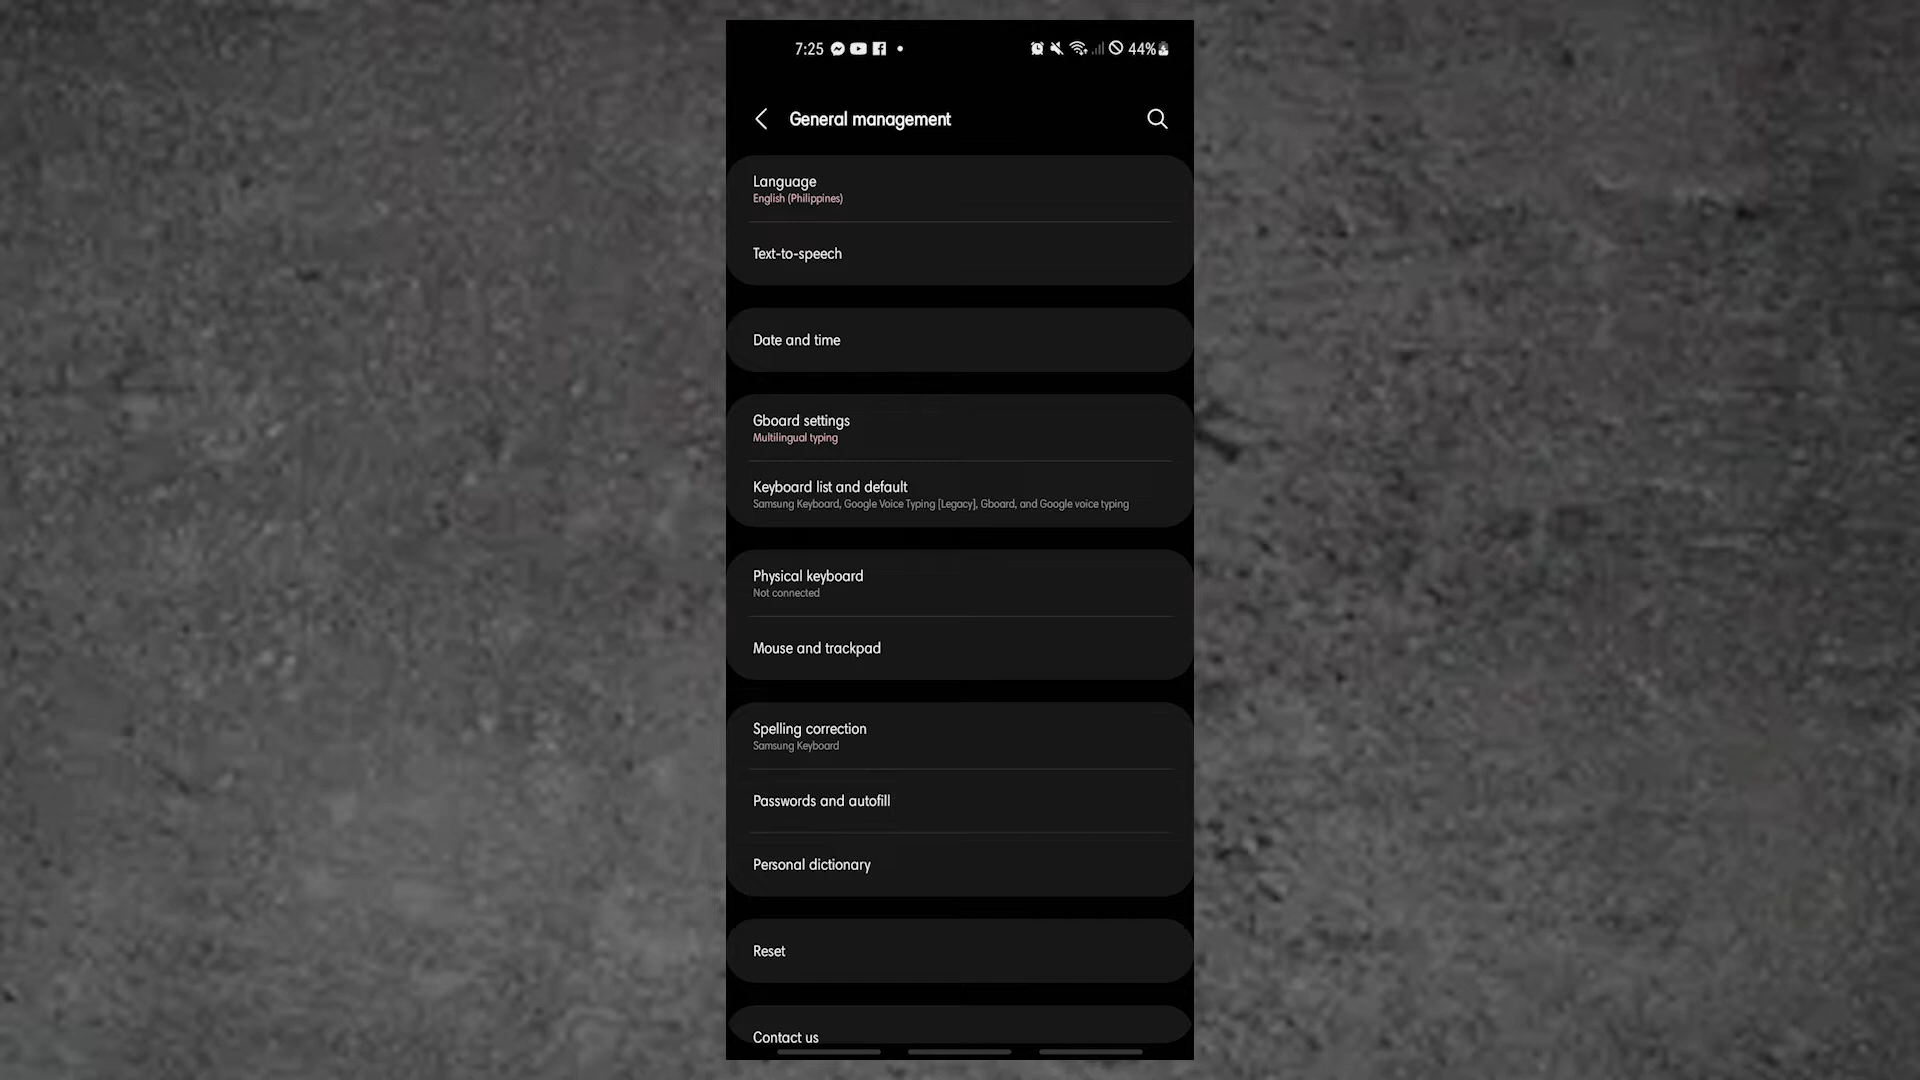 7:25 44%
General management
Language
English (Philippines)
Text-to-speech
Date and time
Gboard settings
Multilingual typing
Keyboard list and default
Samsung Keyboard, Google Voice Typing [Legacy], Gboard, and Google voice typing
Physical keyboard
Not connected
Mouse and trackpad
Spelling correction
Samsung Keyboard
Passwords and autofill
Personal dictionary
Reset
Contact us